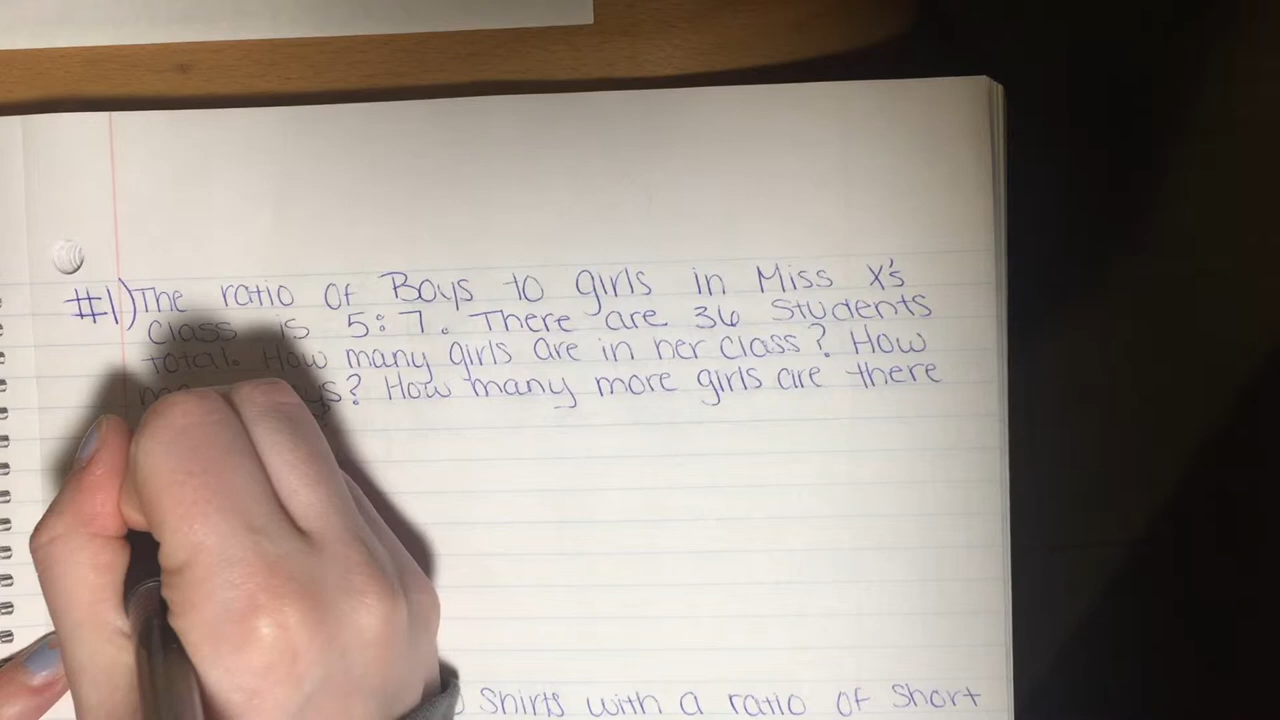 #1) The ratio of Boys to girls in Miss X's
Class is 5:7. There are 36 Students
total. How many girls are in her class? How
? How many more girls are there
Shirts with a ratio of Short